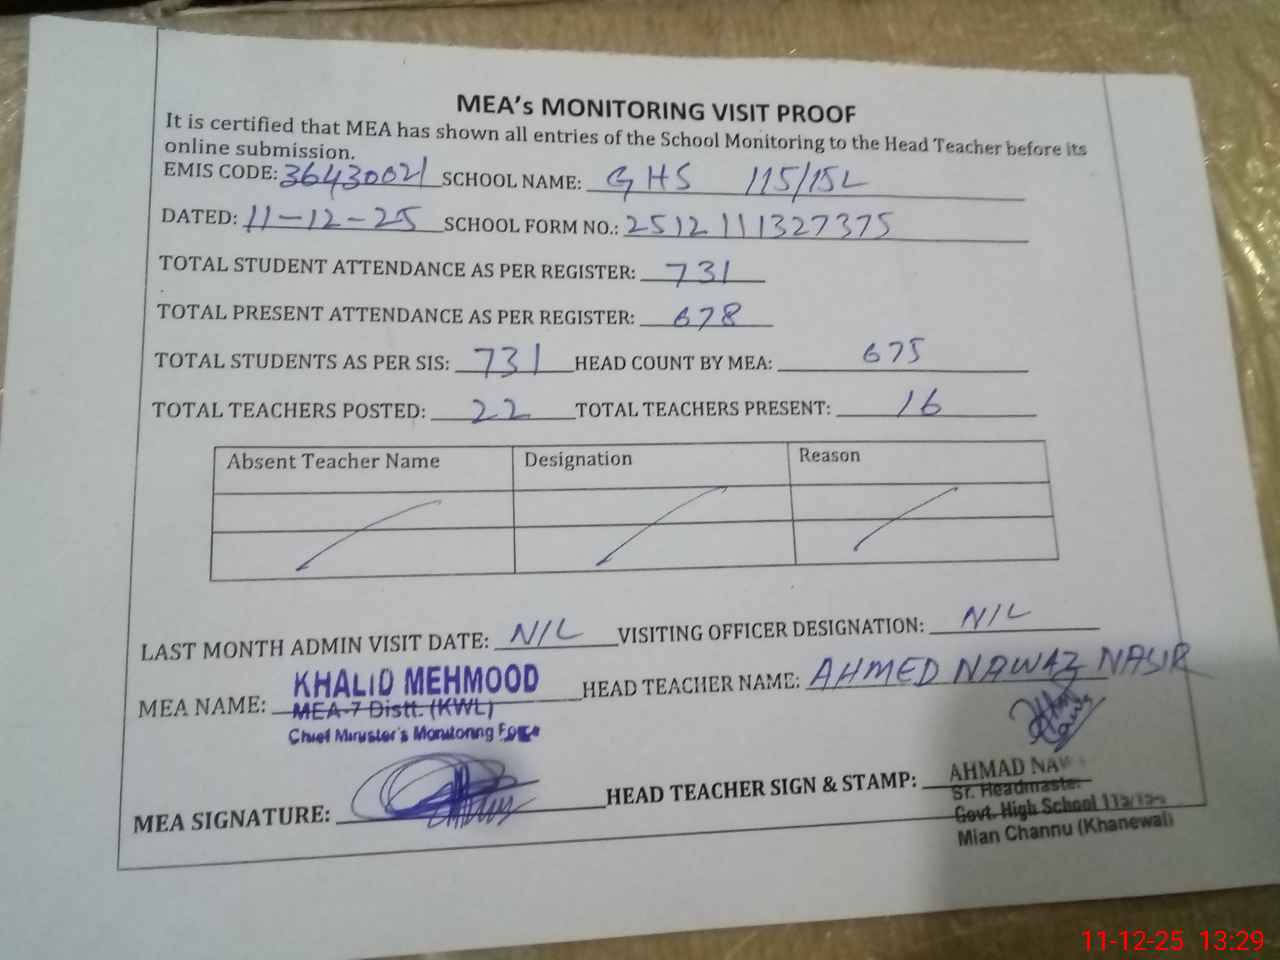 MEA's MONITORING VISIT PROOF
It is certified that MEA has shown all entries of the School Monitoring to the Head Teacher before its
online submission.
EMIS CODE: 36430021 SCHOOL NAME: GHS 115/15L
DATED: 11-12-25 SCHOOL FORM NO.: 2512111327375
TOTAL STUDENT ATTENDANCE AS PER REGISTER: 731
TOTAL PRESENT ATTENDANCE AS PER REGISTER: 678
TOTAL STUDENTS AS PER SIS: 731 HEAD COUNT BY MEA: 675
TOTAL TEACHERS POSTED: 22 TOTAL TEACHERS PRESENT: 16
Absent Teacher Name Designation Reason
LAST MONTH ADMIN VISIT DATE: N/L VISITING OFFICER DESIGNATION: N/L
MEA NAME: KHALID MEHMOOD HEAD TEACHER NAME: AHMED NAWAZ NASIR
MEA-7 Distt. (KWL)
Chief Minister's Monitoring Force
MEA SIGNATURE: HEAD TEACHER SIGN & STAMP: AHMAD
Sr. Headmaster
Govt. High School
Mian Channu (Khanewal)
11-12-25 13:29